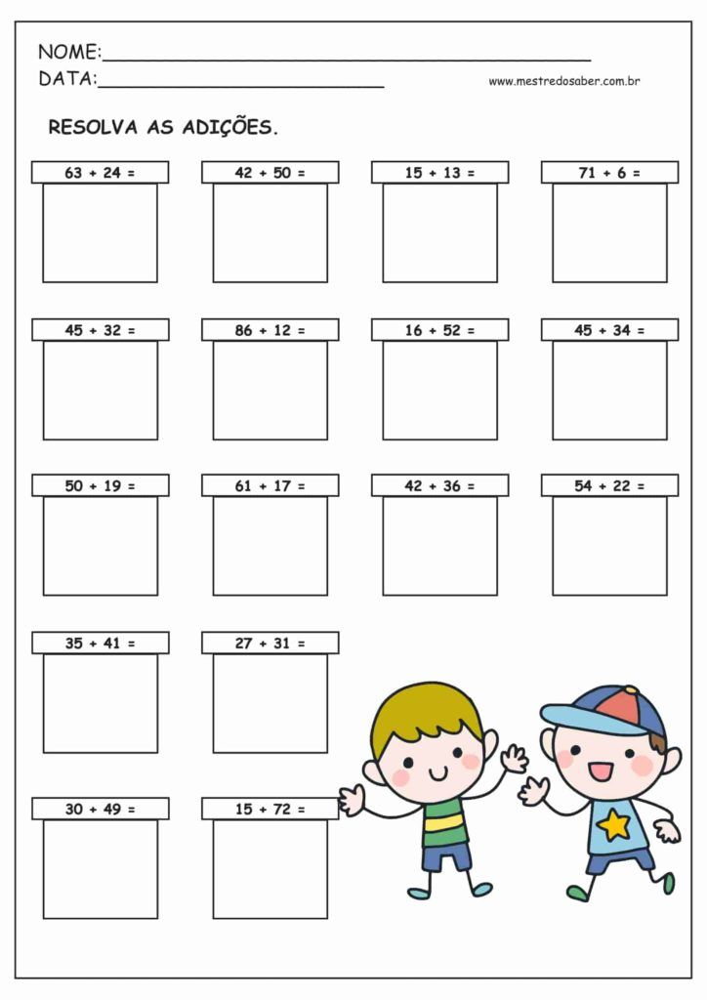 NOME:
DATA:
www.mestredosaber.com.br
RESOLVA AS ADIÇÕES.
63 + 24 =
42 + 50 =
15 + 13 =
71 + 6 =
45 + 32 =
86 + 12 =
16 + 52 =
45 + 34 =
50 + 19 =
61 + 17 =
42 + 36 =
54 + 22 =
35 + 41 =
27 + 31 =
30 + 49 =
15 + 72 =